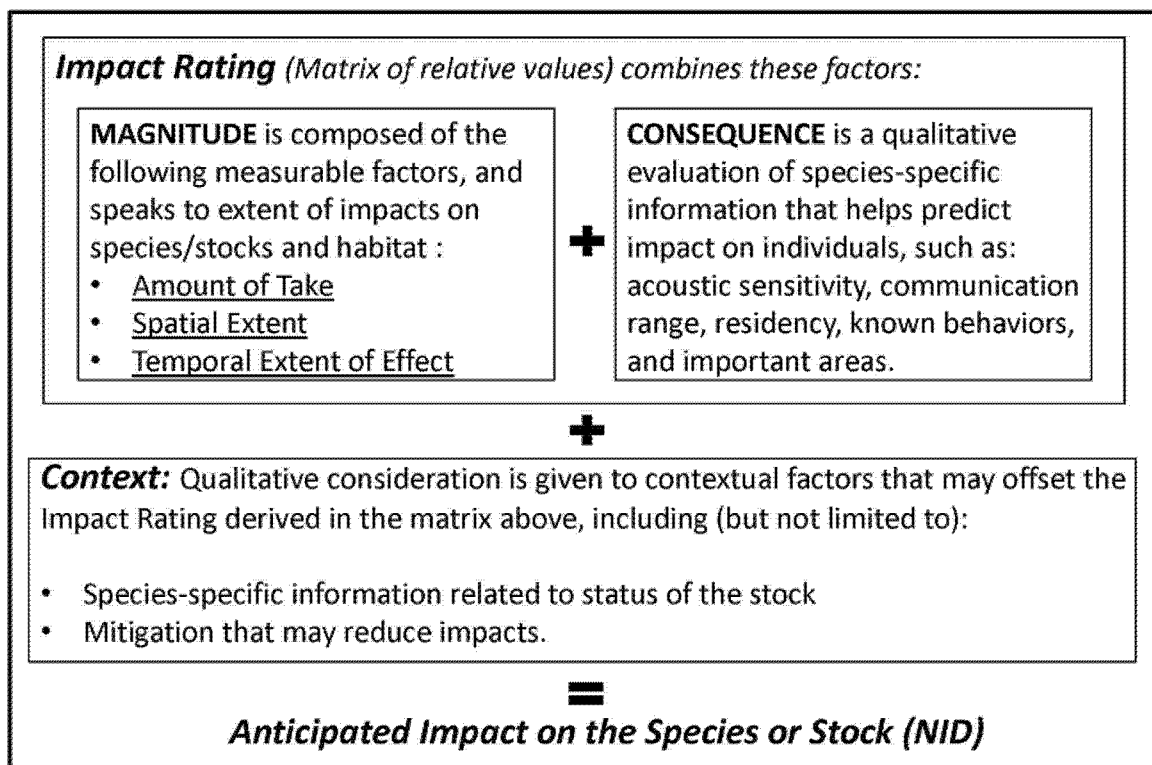 Impact Rating (Matrix of relative values) combines these factors:
MAGNITUDE is composed of the
following measurable factors, and
speaks to extent of impacts on
species/stocks and habitat :
• Amount of Take
• Spatial Extent
• Temporal Extent of Effect
+
CONSEQUENCE is a qualitative
evaluation of species-specific
information that helps predict
impact on individuals, such as:
acoustic sensitivity, communication
range, residency, known behaviors,
and important areas.
+
Context: Qualitative consideration is given to contextual factors that may offset the
Impact Rating derived in the matrix above, including (but not limited to):
• Species-specific information related to status of the stock
• Mitigation that may reduce impacts.
=
Anticipated Impact on the Species or Stock (NID)